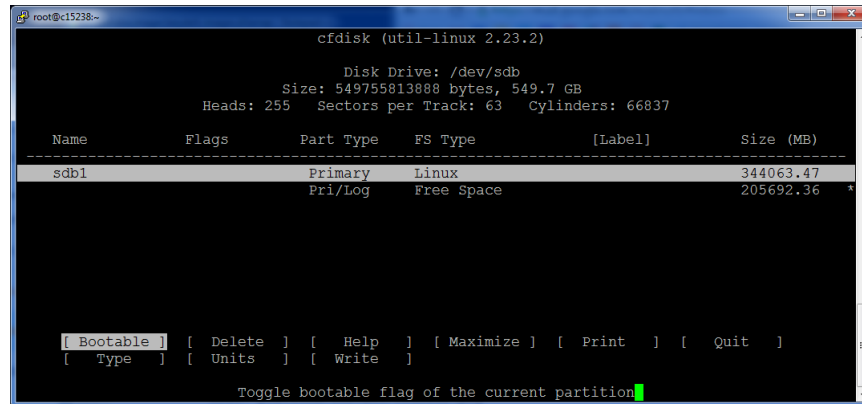 root@c15238:~
cfdisk (util-linux 2.23.2)
Disk Drive: /dev/sdb
Size: 549755813888 bytes, 549.7 GB
Heads: 255   Sectors per Track: 63   Cylinders: 66837
Name   Flags   Part Type   FS Type   [Label]   Size (MB)
------------------------------------------------------------------------------
sdb1   Primary   Linux   344063.47
Pri/Log   Free Space   205692.36   *
[ Bootable ]  [  Delete  ]  [   Help   ]  [ Maximize ]  [  Print   ]  [   Quit   ]
[   Type   ]  [  Units   ]  [  Write   ]
Toggle bootable flag of the current partition